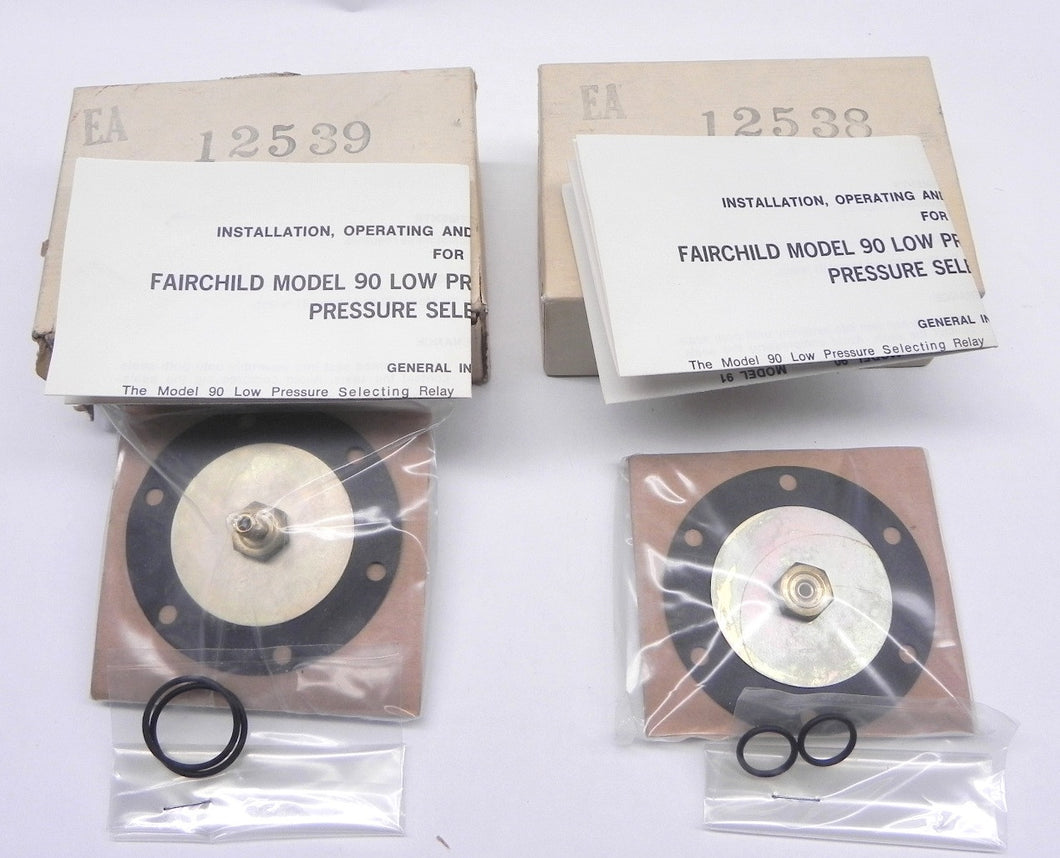 EA
12539
INSTALLATION, OPERATING AND
FOR
FAIRCHILD MODEL 90 LOW PR
PRESSURE SELE
GENERAL IN
The Model 90 Low Pressure Selecting Relay
EA
12538
INSTALLATION, OPERATING AND
FOR
FAIRCHILD MODEL 90 LOW PR
PRESSURE SELE
GENERAL IN
The Model 90 Low Pressure Selecting Relay
MODEL 91